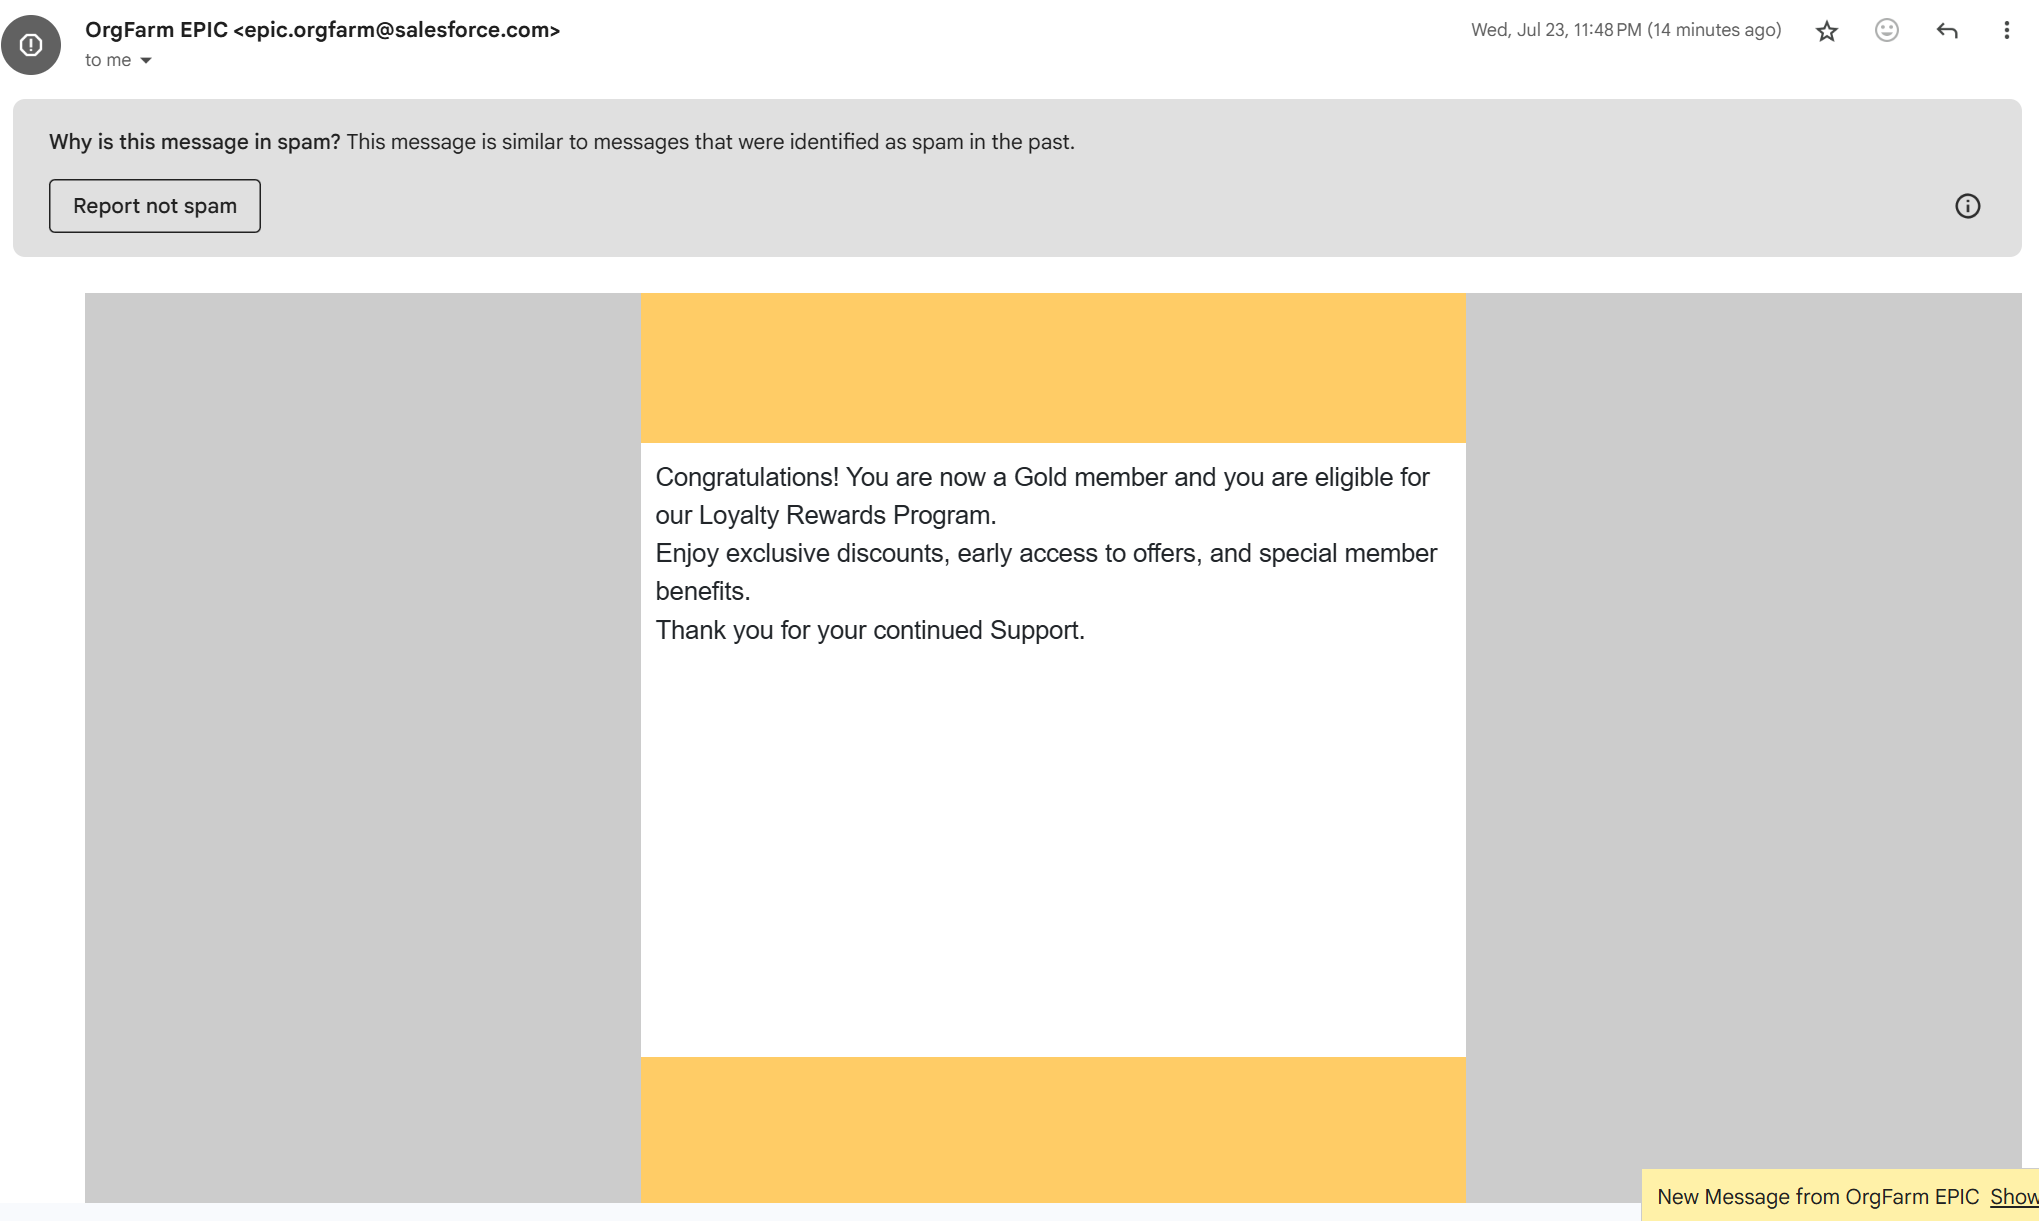 OrgFarm EPIC <epic.orgfarm@salesforce.com>
Wed, Jul 23, 11:48 PM (14 minutes ago)
to me
Why is this message in spam? This message is similar to messages that were identified as spam in the past.
Report not spam
Congratulations! You are now a Gold member and you are eligible for
our Loyalty Rewards Program.
Enjoy exclusive discounts, early access to offers, and special member
benefits.
Thank you for your continued Support.
New Message from OrgFarm EPIC Show